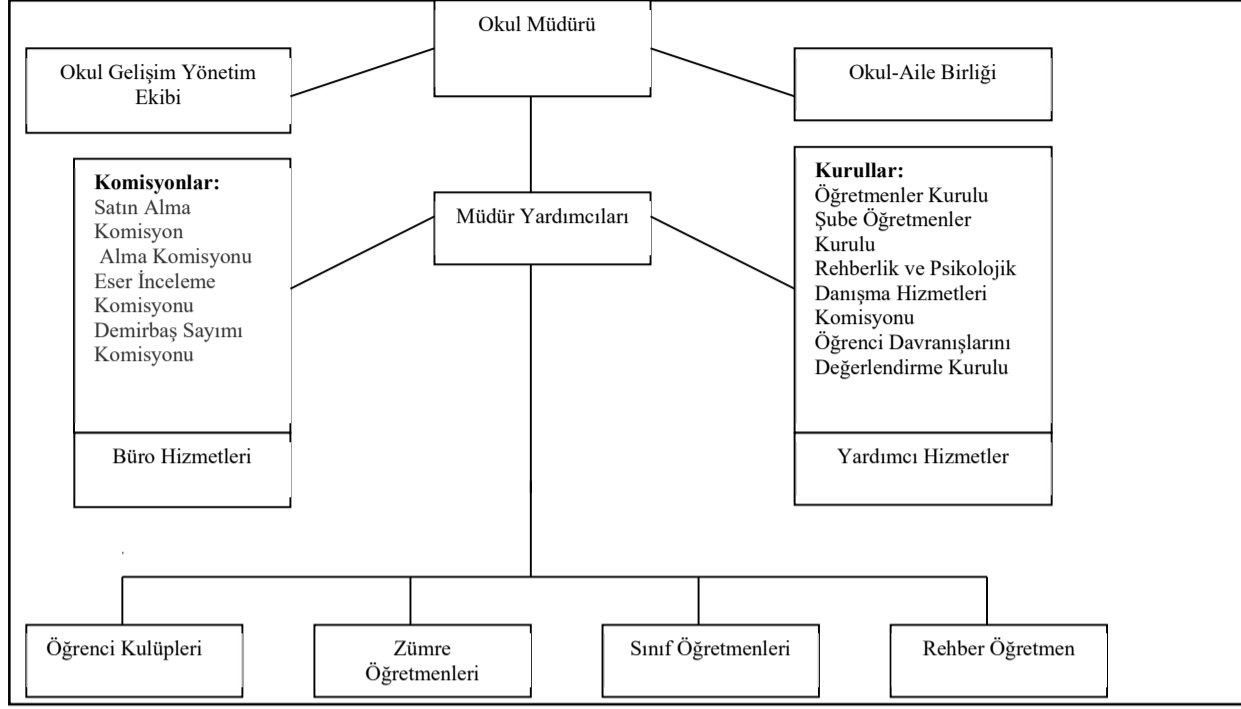 Okul Müdürü
Okul Gelişim Yönetim
Ekibi
Okul-Aile Birliği
Komisyonlar:
Satın Alma
Komisyon
Alma Komisyonu
Eser İnceleme
Komisyonu
Demirbaş Sayımı
Komisyonu
Müdür Yardımcıları
Kurullar:
Öğretmenler Kurulu
Şube Öğretmenler
Kurulu
Rehberlik ve Psikolojik
Danışma Hizmetleri
Komisyonu
Öğrenci Davranışlarını
Değerlendirme Kurulu
Büro Hizmetleri
Yardımcı Hizmetler
Öğrenci Kulüpleri
Zümre
Öğretmenleri
Sınıf Öğretmenleri
Rehber Öğretmen